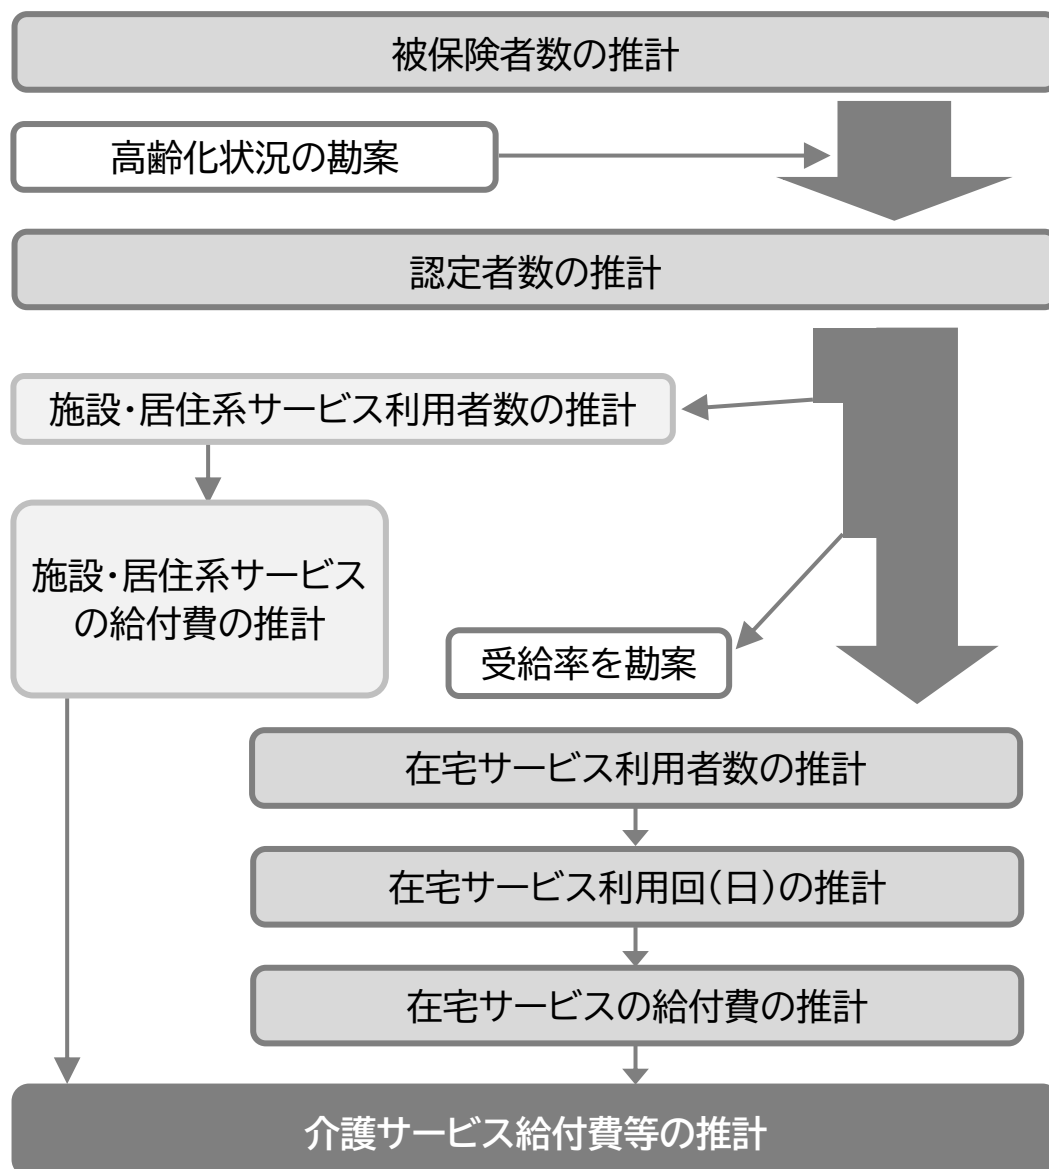 被保険者数の推計
高齢化状況の勘案
認定者数の推計
施設・居住系サービス利用者数の推計
施設・居住系サービス
の給付費の推計
受給率を勘案
在宅サービス利用者数の推計
在宅サービス利用回(日)の推計
在宅サービスの給付費の推計
介護サービス給付費等の推計